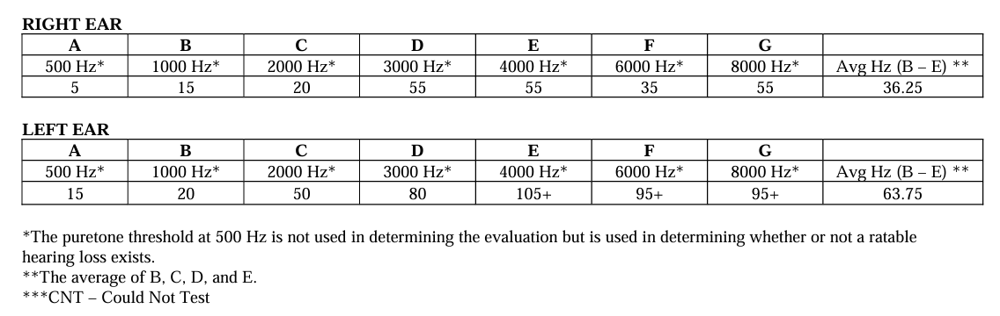 RIGHT EAR
A B C D E F G
500 Hz* 1000 Hz* 2000 Hz* 3000 Hz* 4000 Hz* 6000 Hz* 8000 Hz* Avg Hz (B – E) **
5 15 20 55 55 35 55 36.25
LEFT EAR
A B C D E F G
500 Hz* 1000 Hz* 2000 Hz* 3000 Hz* 4000 Hz* 6000 Hz* 8000 Hz* Avg Hz (B – E) **
15 20 50 80 105+ 95+ 95+ 63.75
*The puretone threshold at 500 Hz is not used in determining the evaluation but is used in determining whether or not a ratable
hearing loss exists.
**The average of B, C, D, and E.
***CNT – Could Not Test